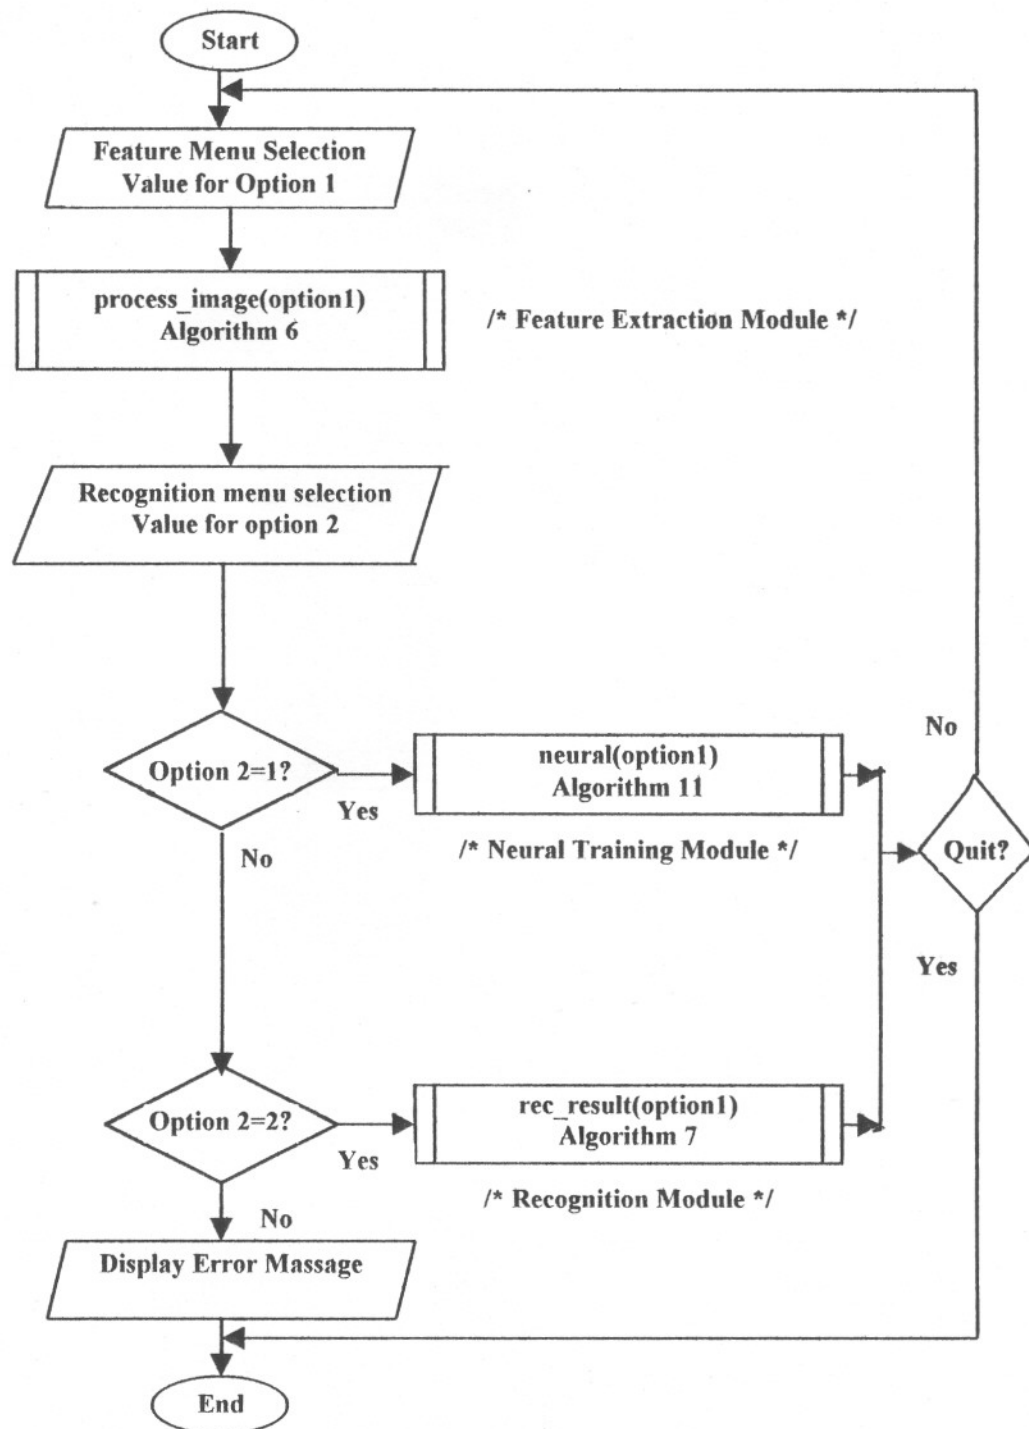 Start
Feature Menu Selection
Value for Option 1
process_image(option1)
Algorithm 6
/* Feature Extraction Module */
Recognition menu selection
Value for option 2
Option 2=1?
Yes
No
neural(option1)
Algorithm 11
/* Neural Training Module */
No
Quit?
Yes
Option 2=2?
Yes
No
rec_result(option1)
Algorithm 7
/* Recognition Module */
Display Error Massage
End